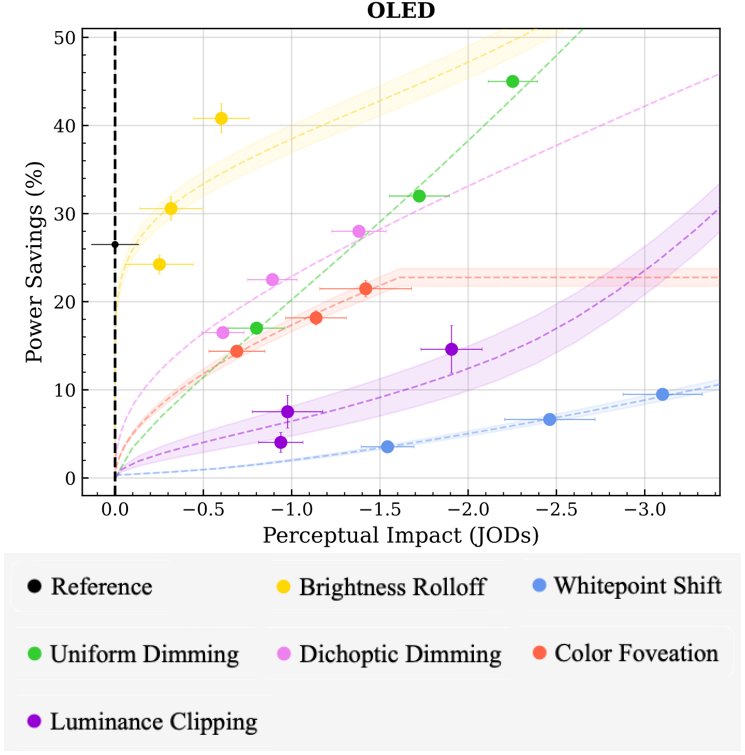 OLED
Power Savings (%)
50
40
30
20
10
0
0.0 −0.5 −1.0 −1.5 −2.0 −2.5 −3.0
Perceptual Impact (JODs)
Reference Brightness Rolloff Whitepoint Shift
Uniform Dimming Dichoptic Dimming Color Foveation
Luminance Clipping